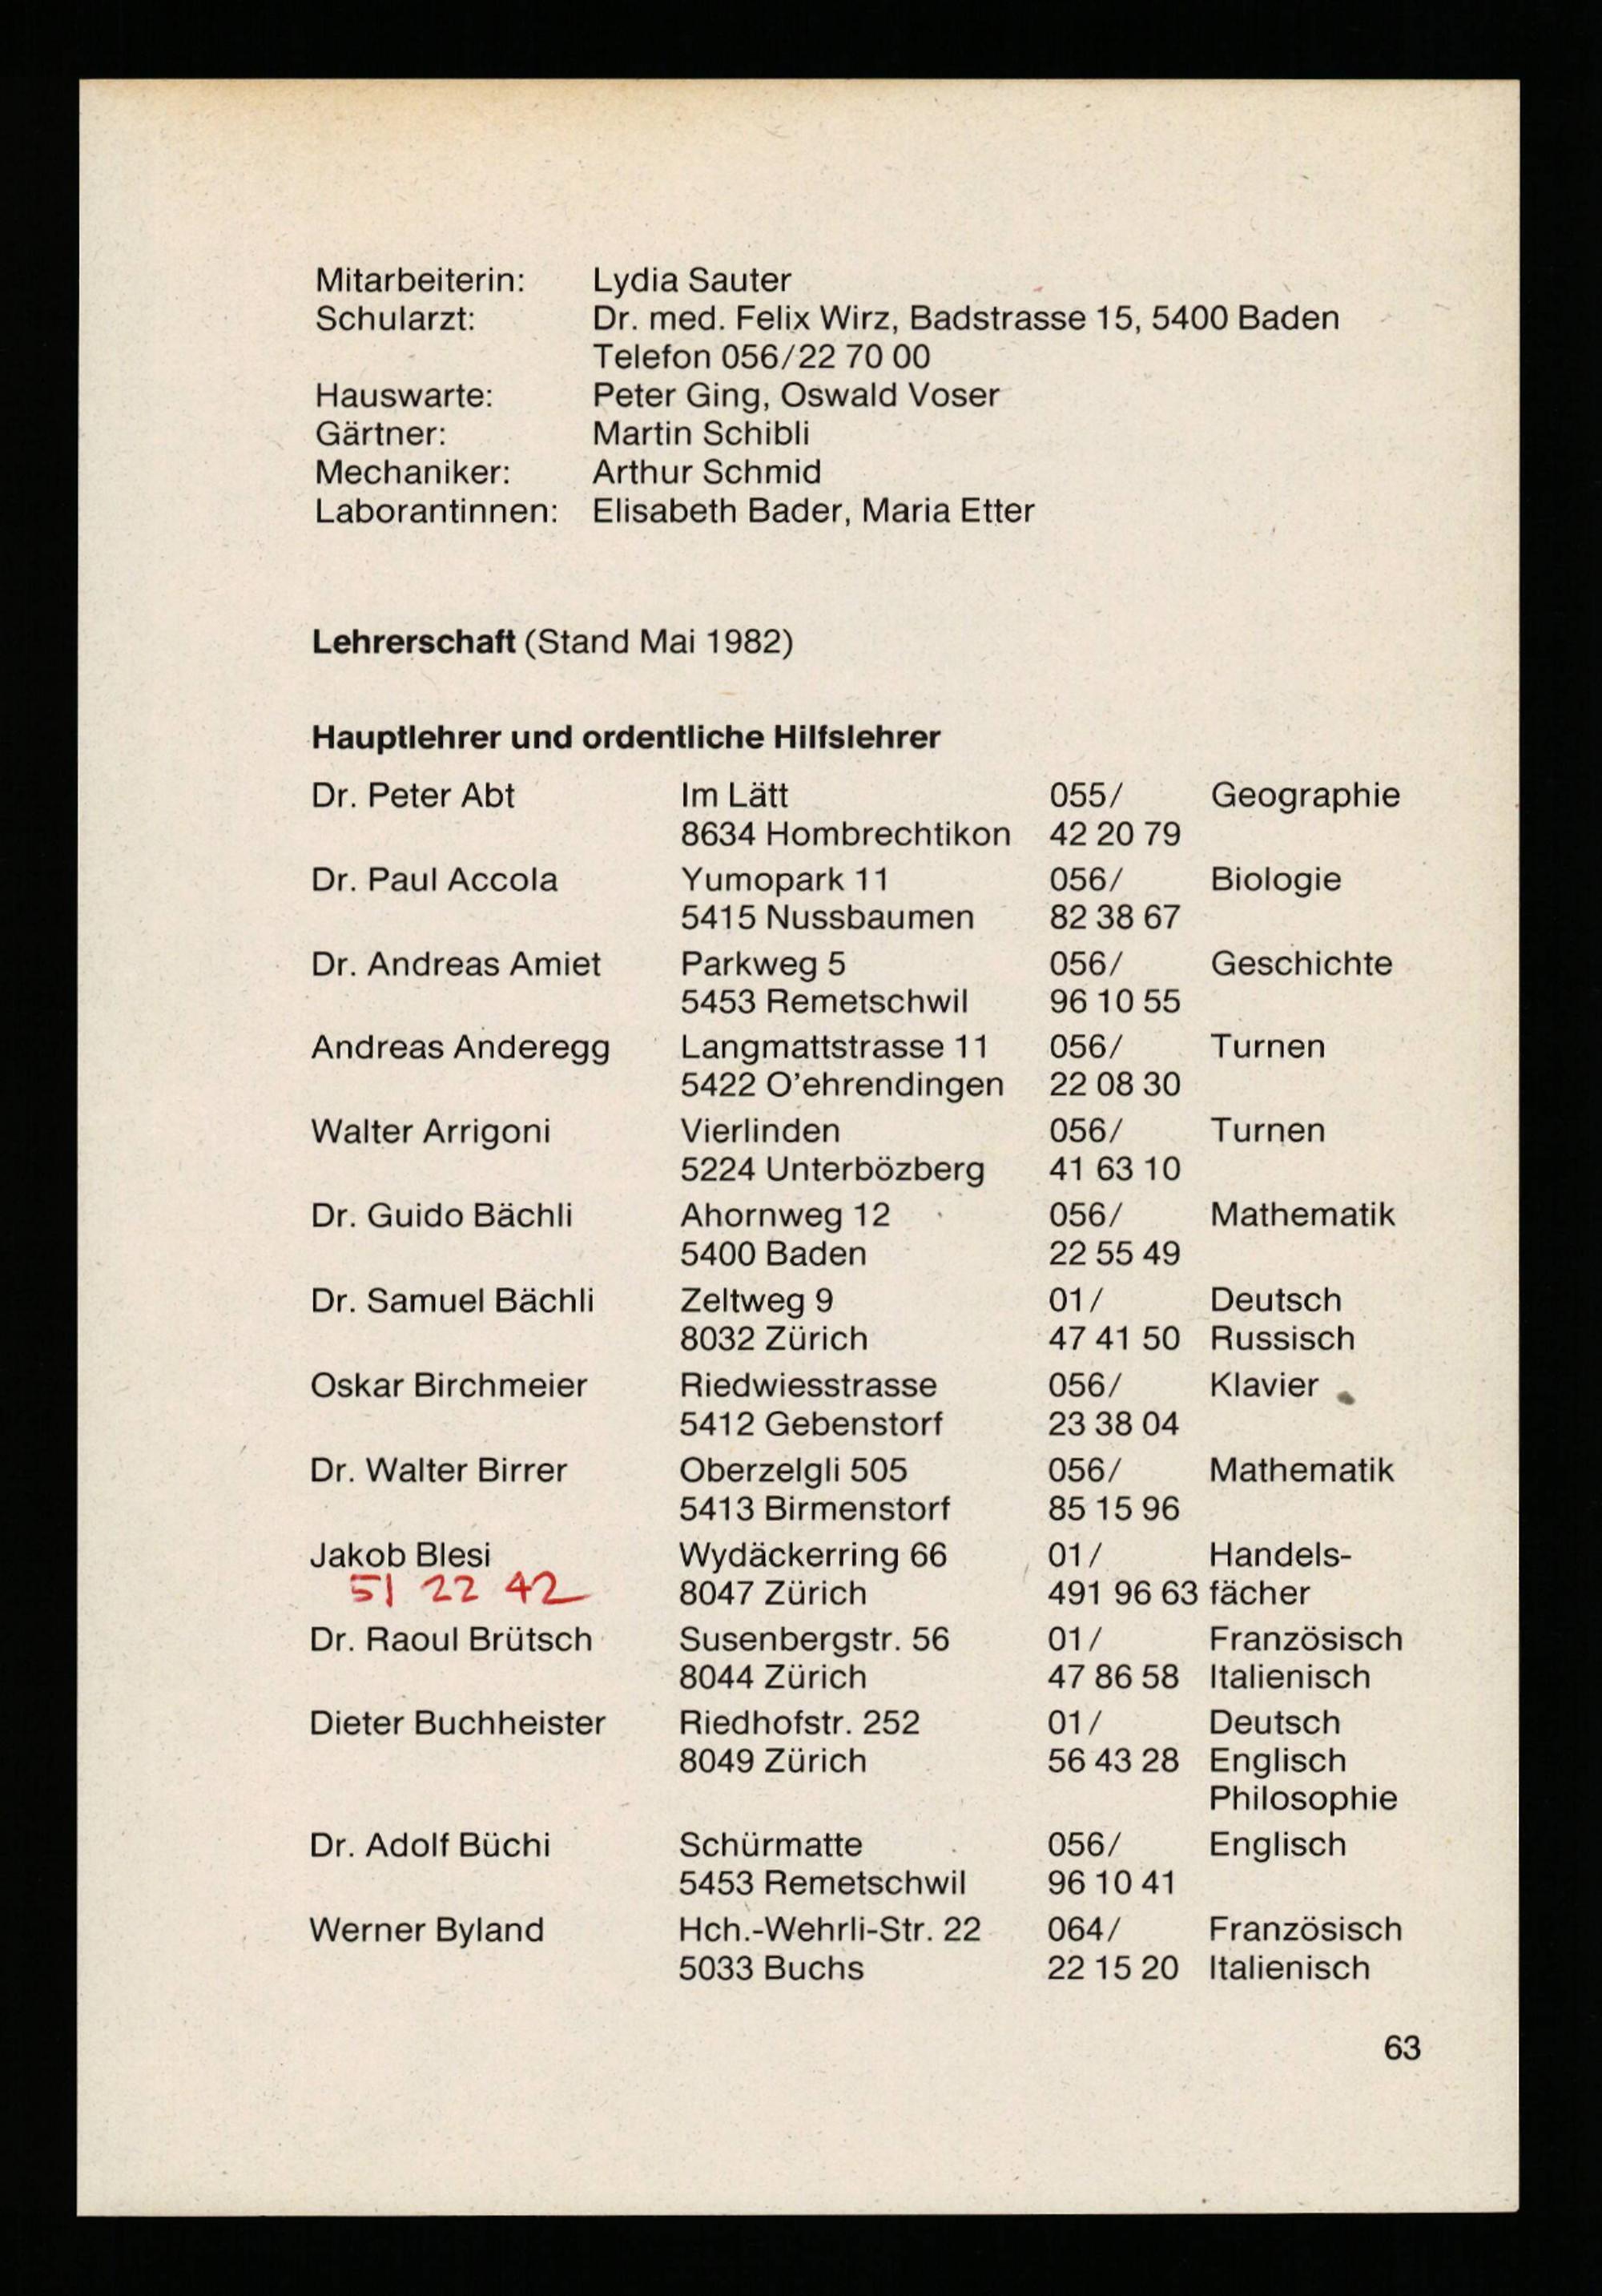 Mitarbeiterin: Lydia Sauter
Schularzt: Dr. med. Felix Wirz, Badstrasse 15, 5400 Baden
Telefon 056/22 70 00
Hauswarte: Peter Ging, Oswald Voser
Gärtner: Martin Schibli
Mechaniker: Arthur Schmid
Laborantinnen: Elisabeth Bader, Maria Etter
Lehrerschaft (Stand Mai 1982)
Hauptlehrer und ordentliche Hilfslehrer
Dr. Peter Abt Im Lätt 055/ Geographie
8634 Hombrechtikon 42 20 79
Dr. Paul Accola Yumopark 11 056/ Biologie
5415 Nussbaumen 82 38 67
Dr. Andreas Amiet Parkweg 5 056/ Geschichte
5453 Remetschwil 96 10 55
Andreas Anderegg Langmattstrasse 11 056/ Turnen
5422 O'ehrendingen 22 08 30
Walter Arrigoni Vierlinden 056/ Turnen
5224 Unterbözberg 41 63 10
Dr. Guido Bächli Ahornweg 12 056/ Mathematik
5400 Baden 22 55 49
Dr. Samuel Bächli Zeltweg 9 01/ Deutsch
8032 Zürich 47 41 50 Russisch
Oskar Birchmeier Riedwiesstrasse 056/ Klavier
5412 Gebenstorf 23 38 04
Dr. Walter Birrer Oberzelgli 505 056/ Mathematik
5413 Birmenstorf 85 15 96
Jakob Blesi Wydäckerring 66 01/ Handels-
51 22 42 8047 Zürich 491 96 63 fächer
Dr. Raoul Brütsch Susenbergstr. 56 01/ Französisch
8044 Zürich 47 86 58 Italienisch
Dieter Buchheister Riedhofstr. 252 01/ Deutsch
8049 Zürich 56 43 28 Englisch
Philosophie
Dr. Adolf Büchi Schürmatte 056/ Englisch
5453 Remetschwil 96 10 41
Werner Byland Hch.-Wehrli-Str. 22 064/ Französisch
5033 Buchs 22 15 20 Italienisch
63